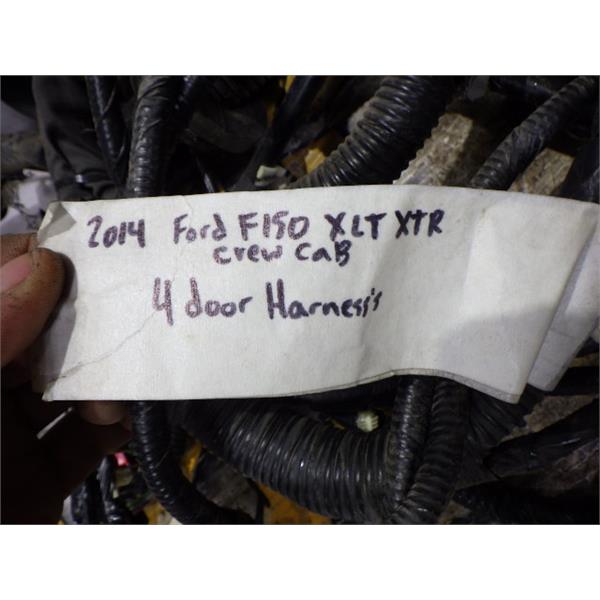 2014 Ford F150 XLT XTR
crew caB
4 door Harness's